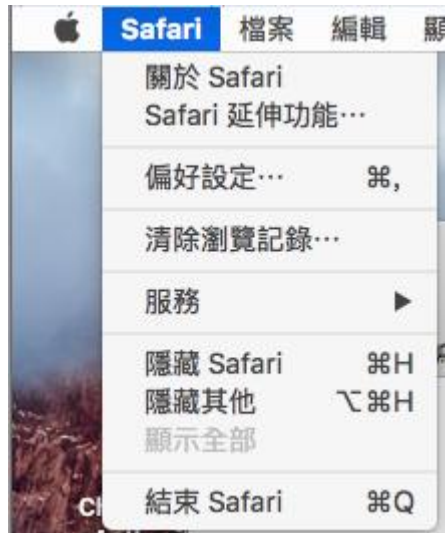 Safari 檔案 編輯
關於 Safari
Safari 延伸功能⋯
偏好設定⋯ ⌘,
清除瀏覽記錄⋯
服務 ▶
隱藏 Safari ⌘H
隱藏其他 ⌥⌘H
顯示全部
結束 Safari ⌘Q